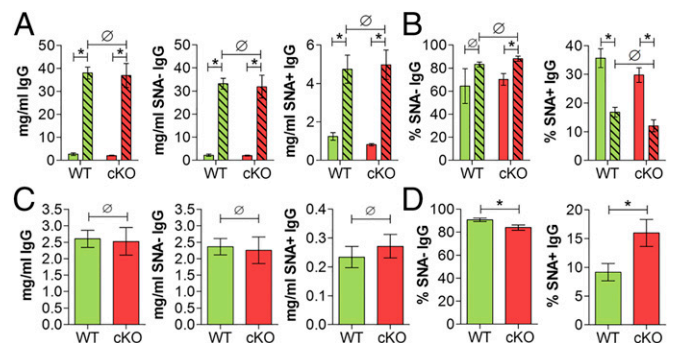 A
B
mg/ml IgG
50
40
30
20
10
0
* Ø *
WT cKO
mg/ml SNA- IgG
50
40
30
20
10
0
* Ø *
WT cKO
mg/ml SNA+ IgG
6
4
2
0
* Ø *
WT cKO
% SNA- IgG
100
75
50
25
0
Ø Ø *
WT cKO
% SNA+ IgG
40
30
20
10
0
* Ø *
WT cKO
C
D
mg/ml IgG
3.5
3.0
2.5
2.0
1.5
1.0
0.5
0.0
Ø
WT cKO
mg/ml SNA- IgG
3.5
3.0
2.5
2.0
1.5
1.0
0.5
0.0
Ø
WT cKO
mg/ml SNA+ IgG
0.4
0.3
0.2
0.1
0.0
Ø
WT cKO
% SNA- IgG
100
80
60
40
20
0
*
WT cKO
% SNA+ IgG
20
15
10
5
0
*
WT cKO